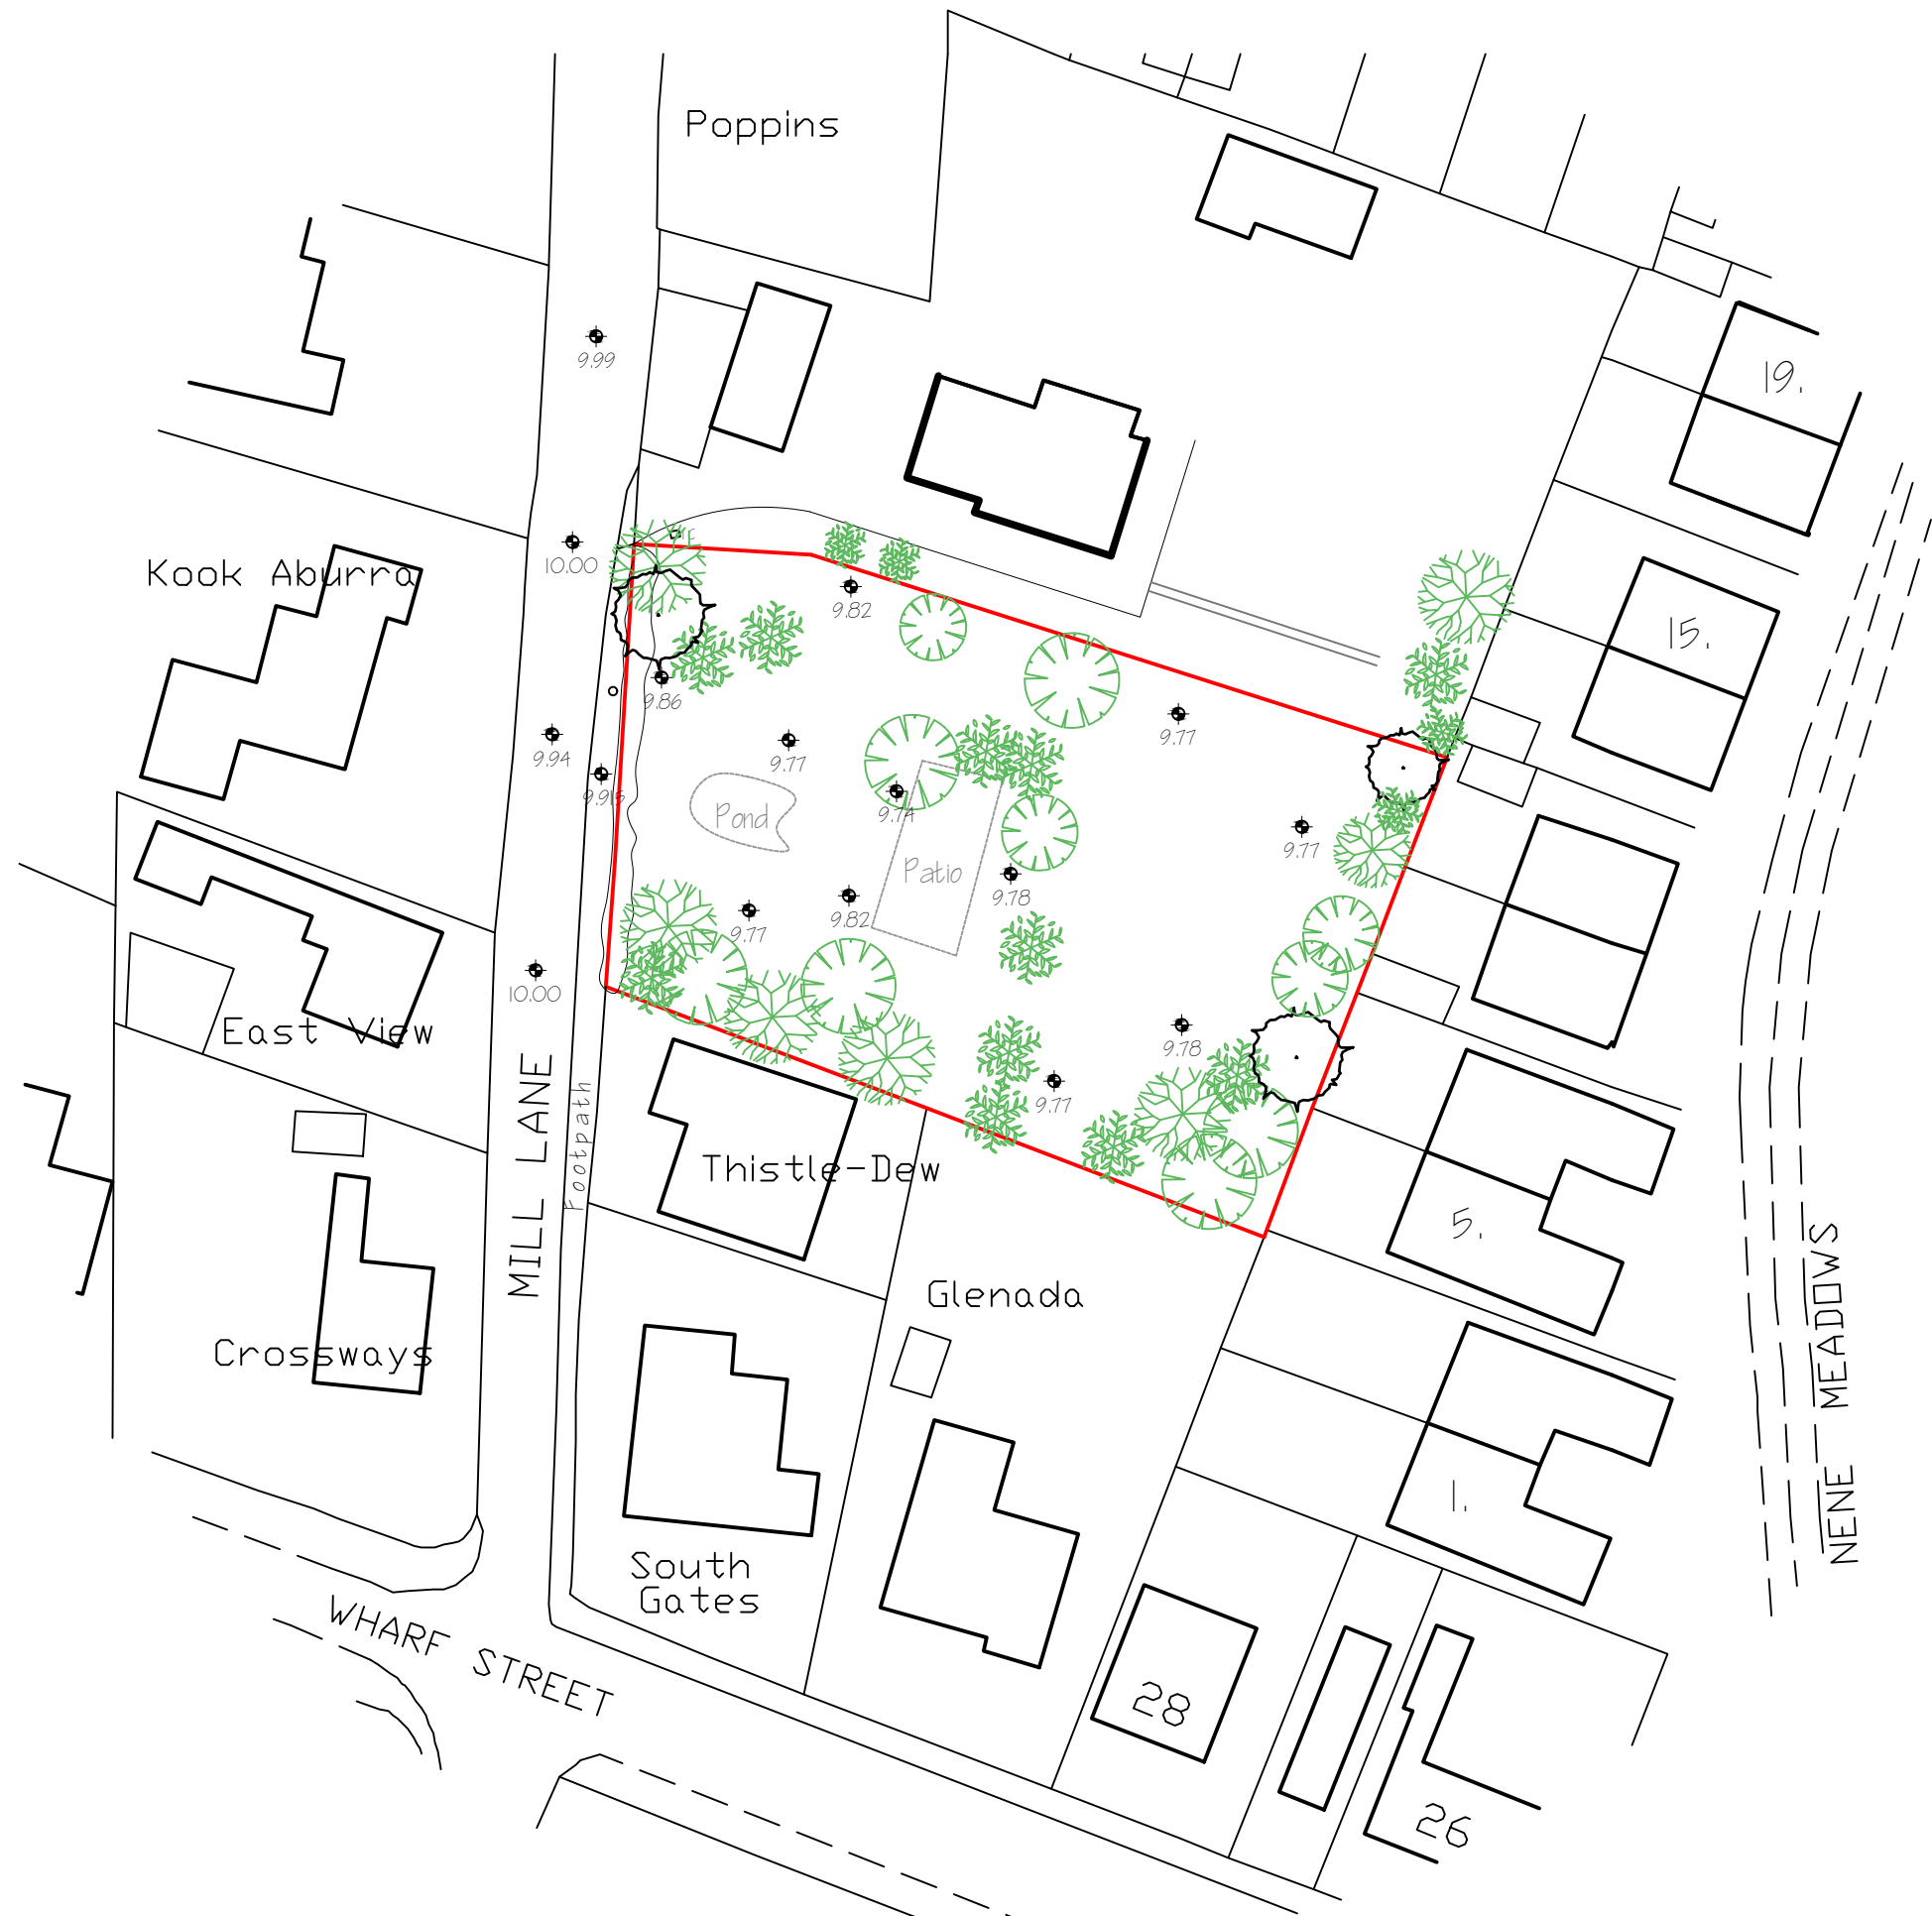 Poppins
9.99
19.
10.00
Kook Aburra
9.82
15.
9.86
9.94
9.77
9.77
9.915
9.74
Pond
9.77
Patio
9.78
9.82
9.77
10.00
East View
9.78
9.77
MILL LANE
Footpath
Thistle-Dew
5.
Glenada
Crossways
NENE MEADOWS
1.
South
Gates
WHARF STREET
28
26